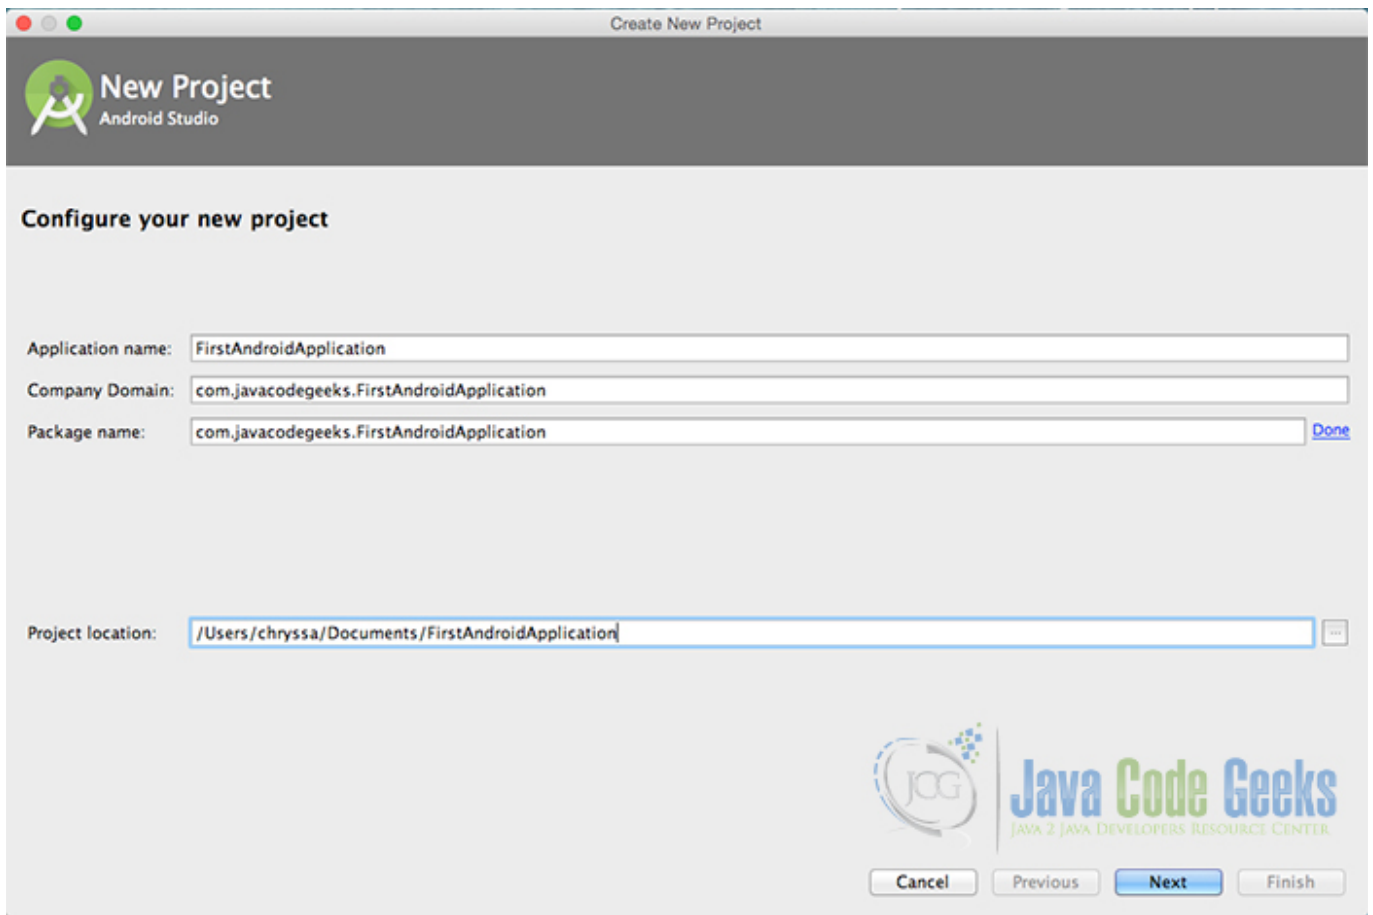 Create New Project
New Project
Android Studio
Configure your new project
Application name: FirstAndroidApplication
Company Domain: com.javacodegeeks.FirstAndroidApplication
Package name: com.javacodegeeks.FirstAndroidApplication Done
Project location: /Users/chryssa/Documents/FirstAndroidApplication ...
JCG
Java Code Geeks
JAVA 2 JAVA DEVELOPERS RESOURCE CENTER
Cancel Previous Next Finish